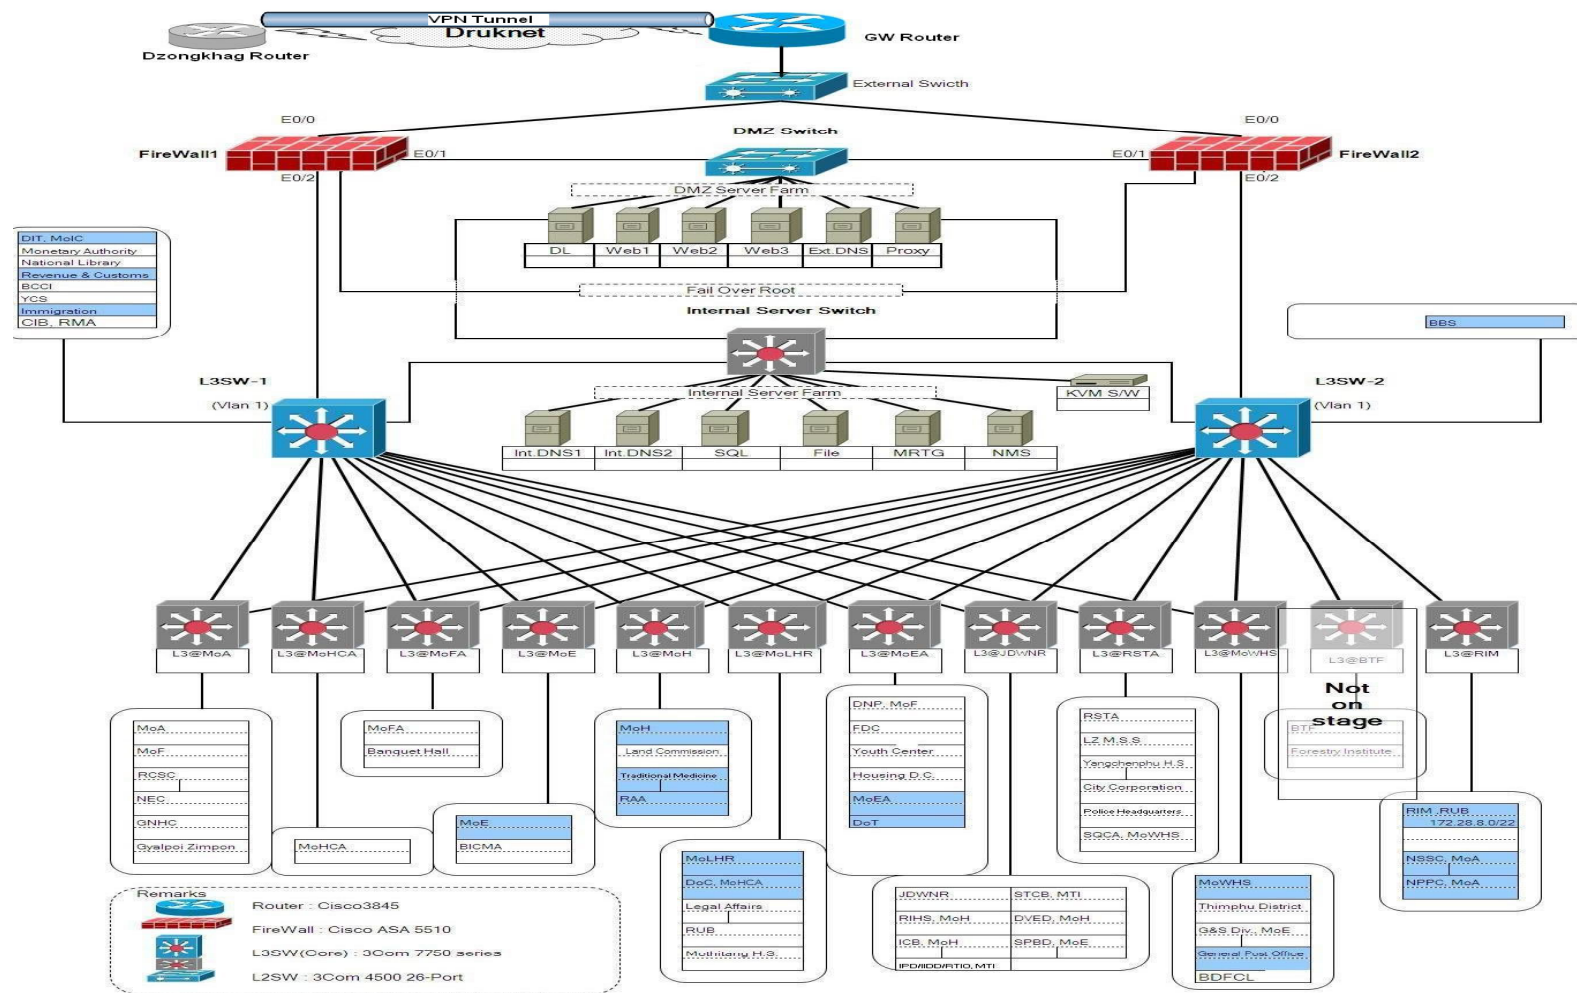 VPN Tunnel
Druknet
GW Router
Dzongkhag Router
External Swicth
E0/0
E0/0
DMZ Switch
FireWall1
E0/1
E0/1
FireWall2
E0/2
E0/2
DMZ Server Farm
DL
Web1
Web2
Web3
Ext.DNS
Proxy
DIT, MoIC
Monetary Authority
National Library
Revenue & Customs
BCCI
YCS
Immigration
CIB, RMA
Fail Over Root
Internal Server Switch
BBS
L3SW-1
(Vlan 1)
L3SW-2
(Vlan 1)
Internal Server Farm
KVM S/W
Int.DNS1
Int.DNS2
SQL
File
MRTG
NMS
L3@MoA
L3@MoHCA
L3@MoFA
L3@MoE
L3@MoH
L3@MoLHR
L3@MoEA
L3@JDWNR
L3@RSTA
L3@MoWHS
L3@BTF
L3@RIM
Not
on
stage
MoA
MoF
RCSC
NEC
GNHC
Gyalpoi Zimpon
MoHCA
MoFA
Banquet Hall
MoE
BICMA
MoH
Land Commission
Traditional Medicine
RAA
MoLHR
DoC, MoHCA
Legal Affairs
RUB
Muthitang H.S.
DNP, MoF
FDC
Youth Center
Housing D.C.
MoEA
DoT
JDWNR
STCB, MTI
RIHS, MoH
DVED, MoH
ICB, MoH
SPBD, MoE
IPD/IIDD/RTIO, MTI
RSTA
LZ M.S.S
Yangchenphu H.S
City Corporation
Police Headquarters
SQCA, MoWHS
MoWHS
Thimphu District
G&S Div., MoE
General Post Office
BDFCL
BTF
Forestry Institute
RIM ,RUB
172.28.8.0/22
NSSC, MoA
NPPC, MoA
Remarks
Router : Cisco3845
FireWall : Cisco ASA 5510
L3SW(Core) : 3Com 7750 series
L2SW : 3Com 4500 26-Port